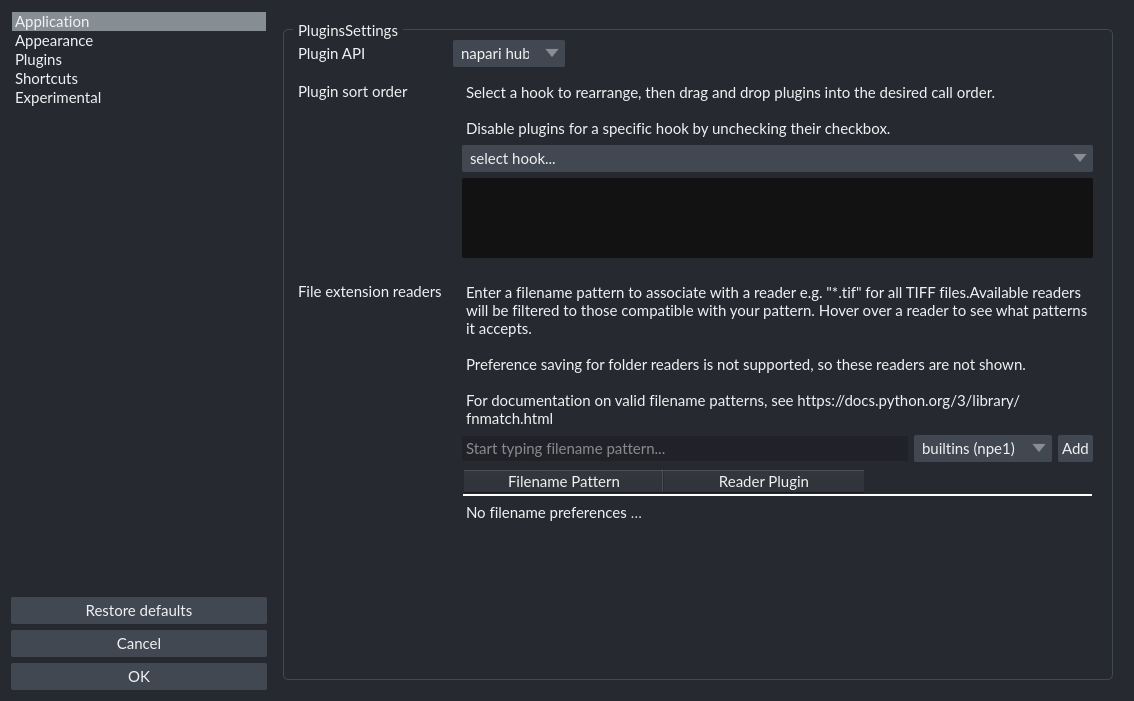 Application
Appearance
Plugins
Shortcuts
Experimental
PluginsSettings
Plugin API
napari hub
Plugin sort order
Select a hook to rearrange, then drag and drop plugins into the desired call order.
Disable plugins for a specific hook by unchecking their checkbox.
select hook...
File extension readers
Enter a filename pattern to associate with a reader e.g. "*.tif" for all TIFF files.Available readers
will be filtered to those compatible with your pattern. Hover over a reader to see what patterns
it accepts.
Preference saving for folder readers is not supported, so these readers are not shown.
For documentation on valid filename patterns, see https://docs.python.org/3/library/
fnmatch.html
Start typing filename pattern...
builtins (npe1)
Add
Filename Pattern
Reader Plugin
No filename preferences ...
Restore defaults
Cancel
OK